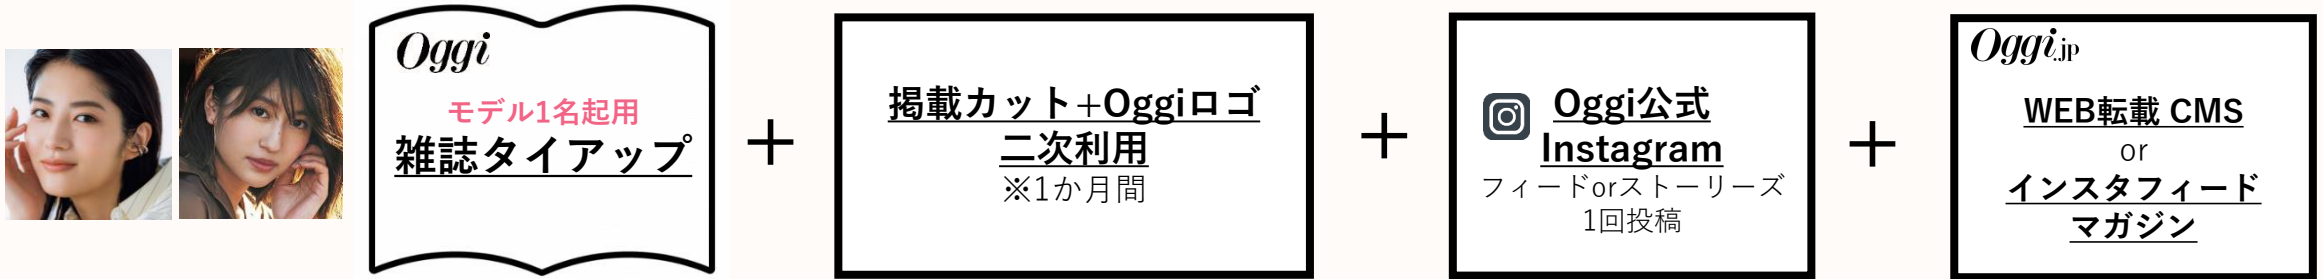 Oggi
モデル1名起用
雑誌タイアップ
+
掲載カット+Oggiロゴ
二次利用
※1か月間
+
Oggi公式
Instagram
フィードorストーリーズ
1回投稿
+
Oggi.jp
WEB転載 CMS
or
インスタフィード
マガジン